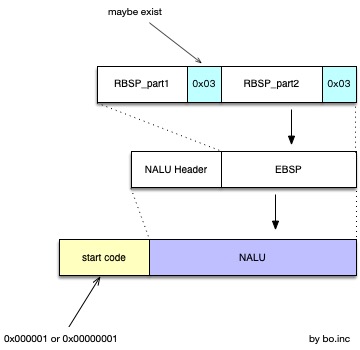 maybe exist
RBSP_part1 0x03 RBSP_part2 0x03
NALU Header EBSP
start code NALU
0x000001 or 0x00000001 by bo.inc